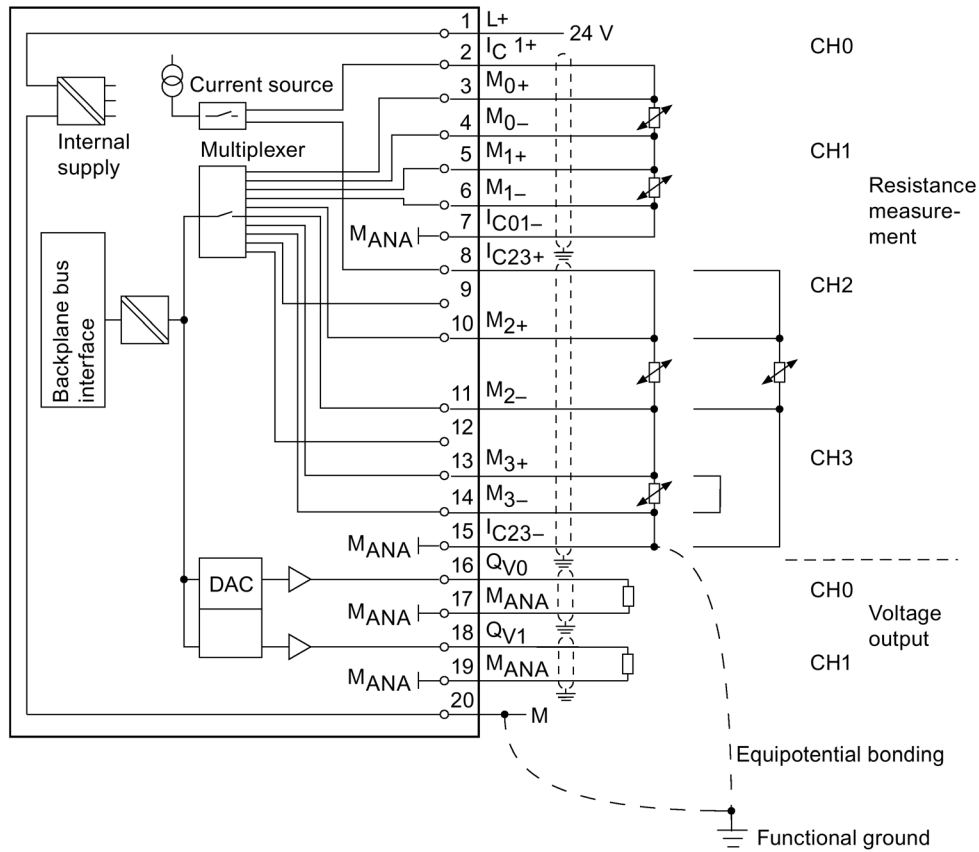 1 L+
24 V
2 IC 1+
CH0
3 M0+
Current source
4 M0–
Internal
supply
Multiplexer
5 M1+
CH1
6 M1–
Resistance
measure-
ment
7 IC01–
MANA
8 IC23+
9
CH2
10 M2+
Backplane bus
interface
11 M2–
12
13 M3+
CH3
14 M3–
15 IC23–
MANA
16 QV0
DAC
CH0
17 MANA
MANA
Voltage
output
18 QV1
19 MANA
MANA
CH1
20
M
Equipotential bonding
Functional ground